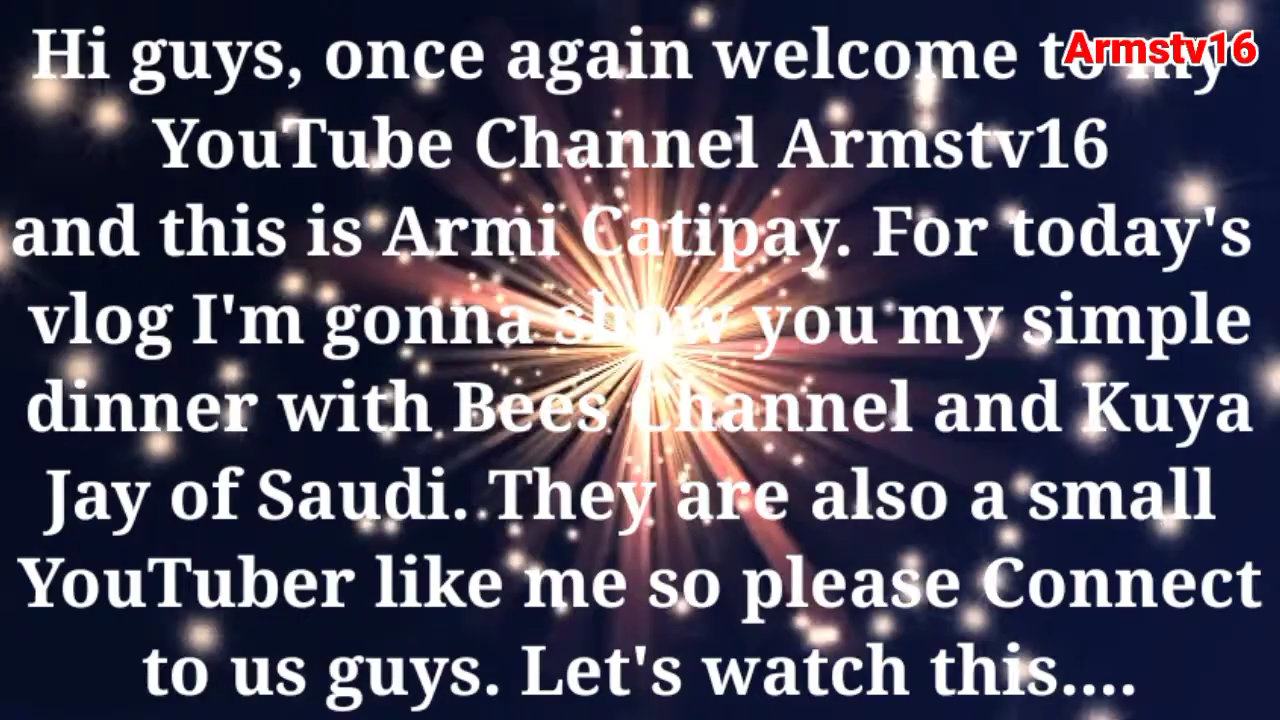 Hi guys, once again welcome to my
Armstv16
YouTube Channel Armstv16
and this is Armi Catipay. For today's
vlog I'm gonna show you my simple
dinner with Bees Channel and Kuya
Jay of Saudi. They are also a small
YouTuber like me so please Connect
to us guys. Let's watch this....